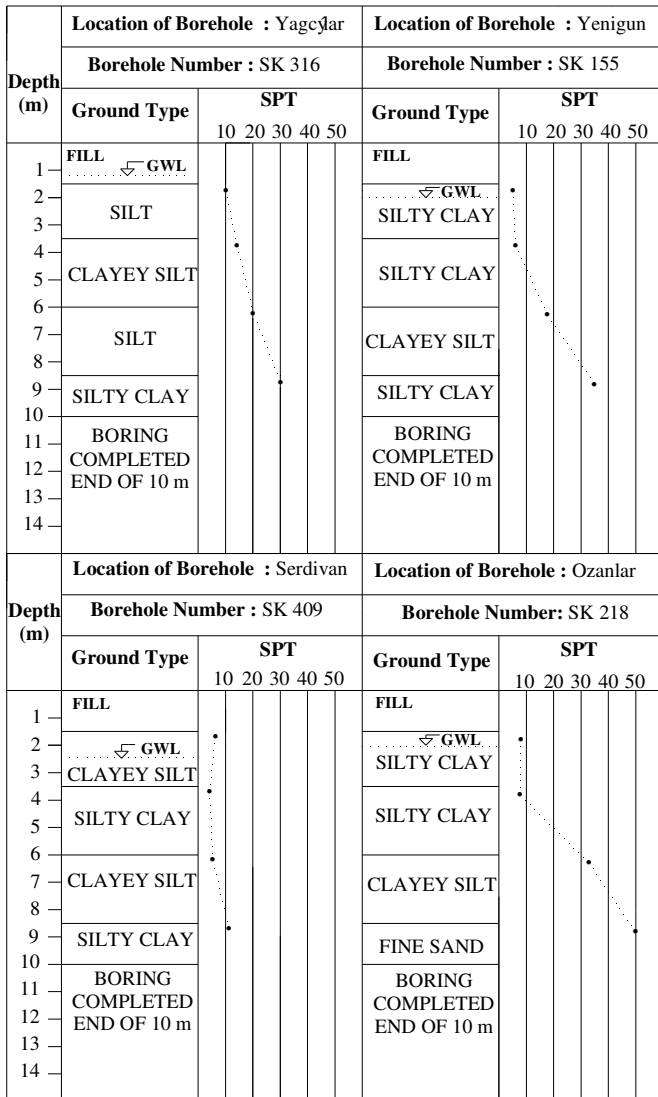 Depth
(m)
Location of Borehole : Yagcylar
Borehole Number : SK 316
Ground Type
SPT
10 20 30 40 50
Location of Borehole : Yenigun
Borehole Number : SK 155
Ground Type
SPT
10 20 30 40 50
1
2
3
4
5
6
7
8
9
10
11
12
13
14
FILL
GWL
SILT
CLAYEY SILT
SILT
SILTY CLAY
BORING
COMPLETED
END OF 10 m
FILL
GWL
SILTY CLAY
SILTY CLAY
CLAYEY SILT
SILTY CLAY
BORING
COMPLETED
END OF 10 m
Depth
(m)
Location of Borehole : Serdivan
Borehole Number : SK 409
Ground Type
SPT
10 20 30 40 50
Location of Borehole : Ozanlar
Borehole Number: SK 218
Ground Type
SPT
10 20 30 40 50
1
2
3
4
5
6
7
8
9
10
11
12
13
14
FILL
GWL
CLAYEY SILT
SILTY CLAY
CLAYEY SILT
SILTY CLAY
BORING
COMPLETED
END OF 10 m
FILL
GWL
SILTY CLAY
SILTY CLAY
CLAYEY SILT
FINE SAND
BORING
COMPLETED
END OF 10 m